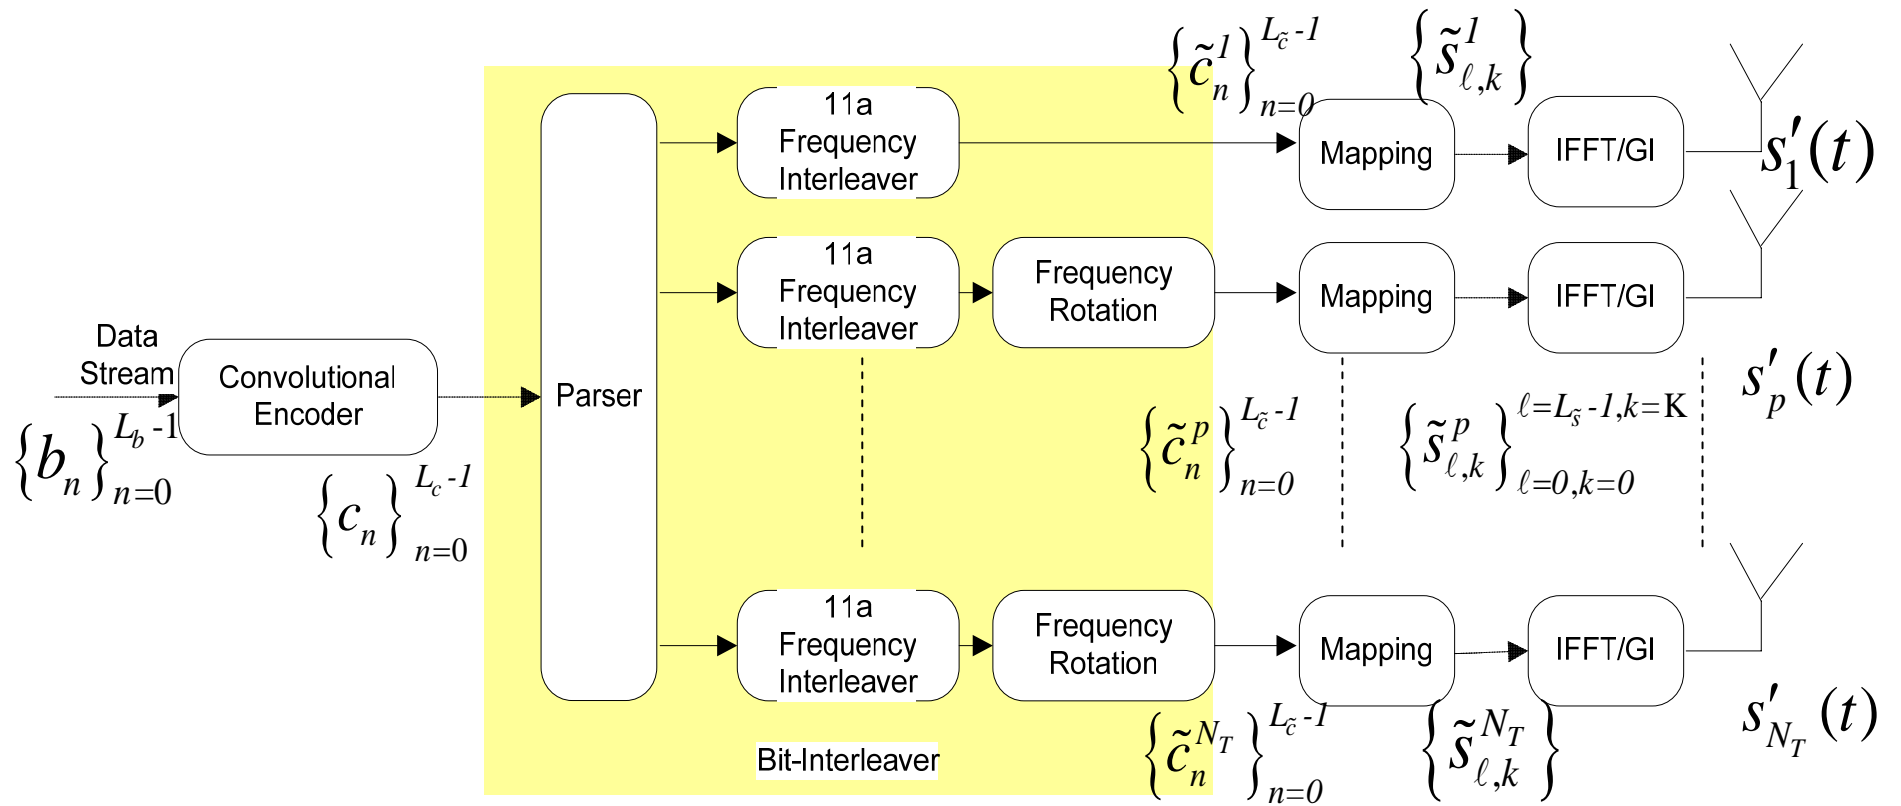 Data
Stream
{b_n}_{n=0}^{L_b-1}
Convolutional
Encoder
{c_n}_{n=0}^{L_c-1}
Parser
11a
Frequency
Interleaver
{c̃_n^1}_{n=0}^{L_c̃-1}
Mapping
{s̃_{ℓ,k}^1}
IFFT/GI
s′_1(t)
11a
Frequency
Interleaver
Frequency
Rotation
Mapping
IFFT/GI
s′_p(t)
{c̃_n^p}_{n=0}^{L_c̃-1}
{s̃_{ℓ,k}^p}_{ℓ=0,k=0}^{ℓ=L_s̃-1,k=K}
11a
Frequency
Interleaver
Frequency
Rotation
Mapping
IFFT/GI
s′_{N_T}(t)
{c̃_n^{N_T}}_{n=0}^{L_c̃-1}
{s̃_{ℓ,k}^{N_T}}
Bit-Interleaver